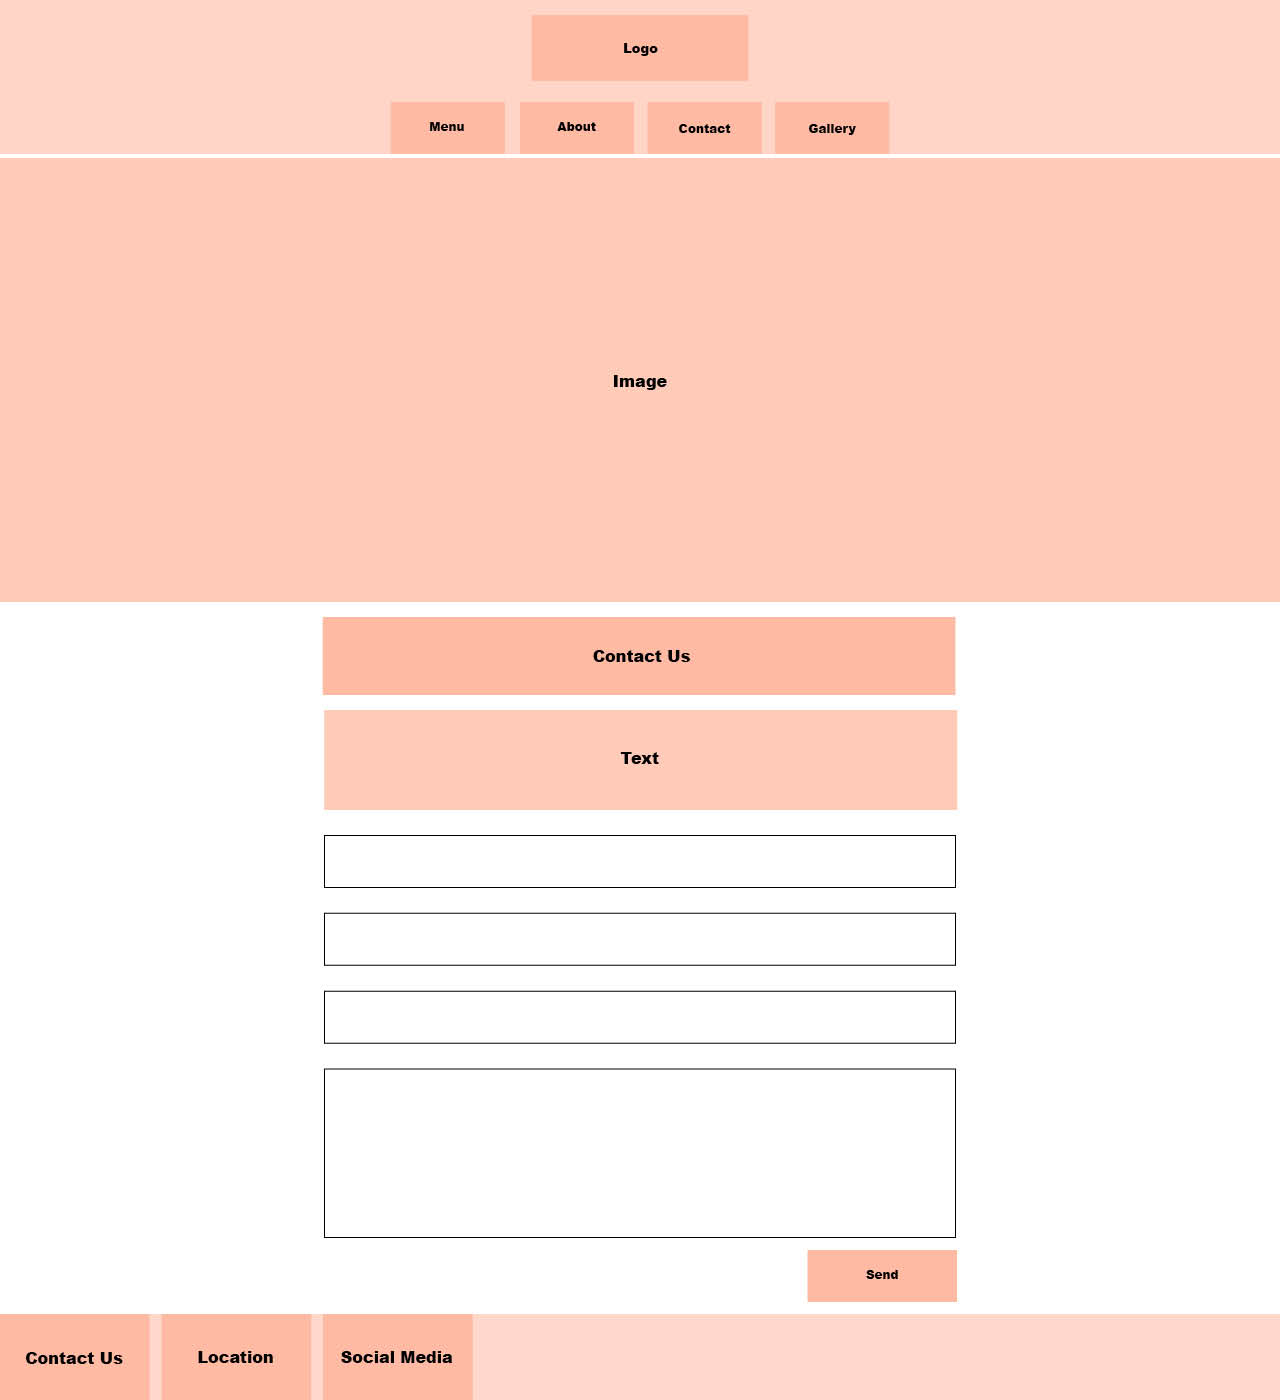 Logo
Menu About Contact Gallery
Image
Contact Us
Text
Send
Contact Us Location Social Media